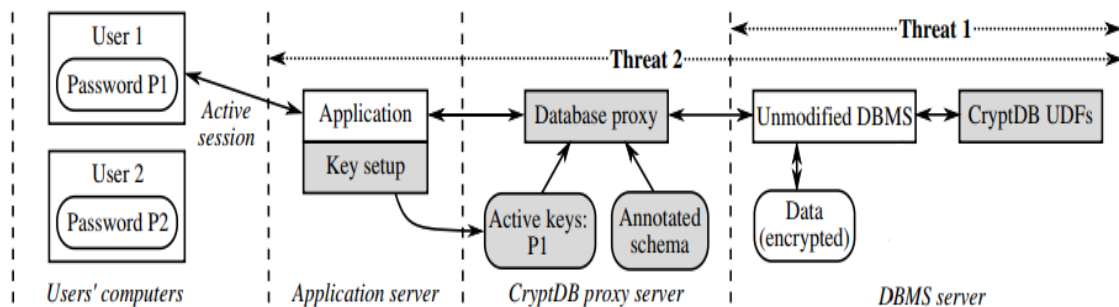 User 1
Password P1
User 2
Password P2
Users' computers
Active
session
Threat 1
Threat 2
Application
Key setup
Application server
Database proxy
Active keys:
P1
Annotated
schema
CryptDB proxy server
Unmodified DBMS
CryptDB UDFs
Data
(encrypted)
DBMS server